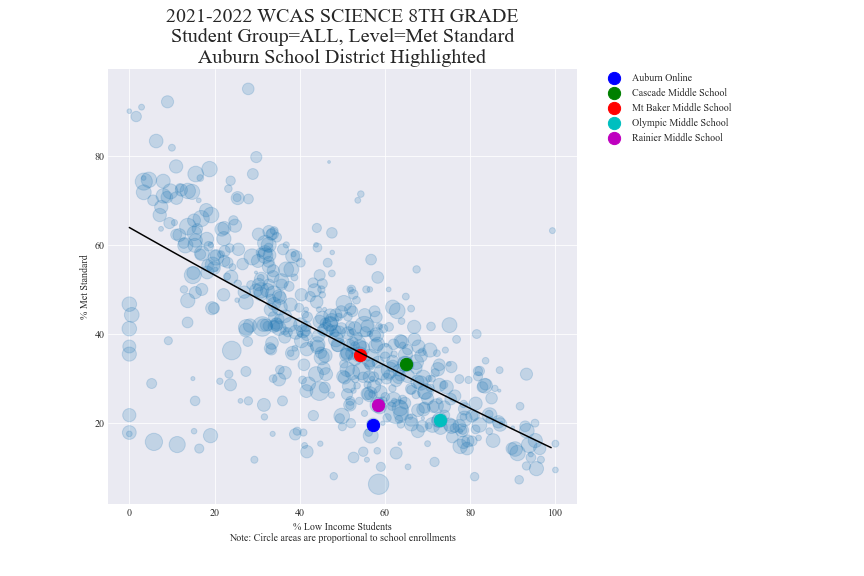 2021-2022 WCAS SCIENCE 8TH GRADE
Student Group=ALL, Level=Met Standard
Auburn School District Highlighted
Auburn Online
Cascade Middle School
Mt Baker Middle School
Olympic Middle School
Rainier Middle School
% Met Standard
80
60
40
20
0 20 40 60 80 100
% Low Income Students
Note: Circle areas are proportional to school enrollments